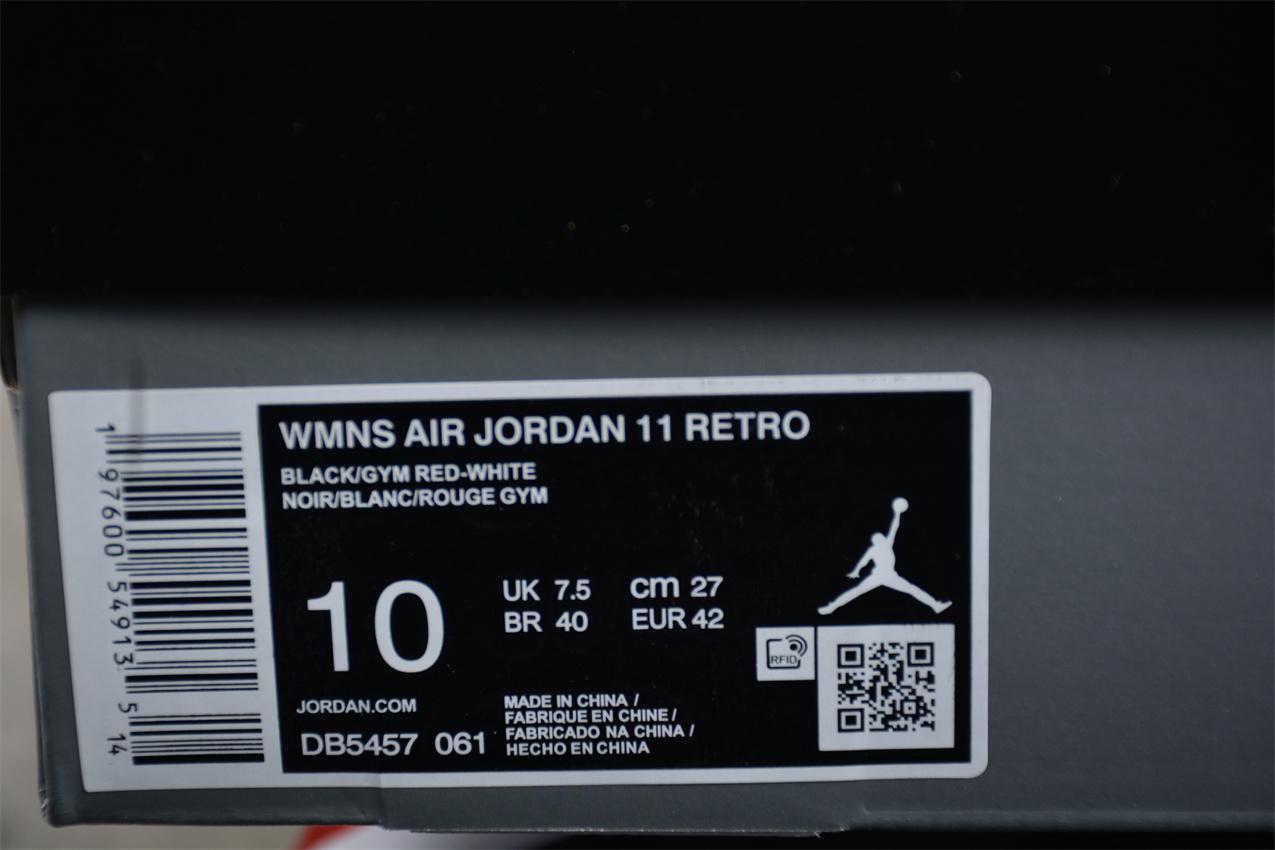 WMNS AIR JORDAN 11 RETRO
BLACK/GYM RED-WHITE
NOIR/BLANC/ROUGE GYM
10
UK 7.5 cm 27
BR 40 EUR 42
RFID
JORDAN.COM
DB5457 061
MADE IN CHINA /
FABRIQUE EN CHINE /
FABRICADO NA CHINA /
HECHO EN CHINA
1 97600 54913 5 14